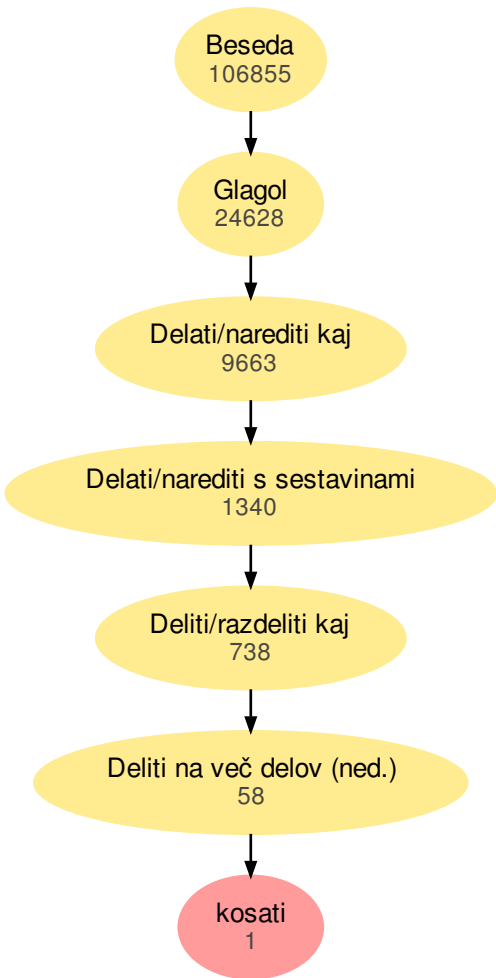 Beseda
106855
Glagol
24628
Delati/narediti kaj
9663
Delati/narediti s sestavinami
1340
Deliti/razdeliti kaj
738
Deliti na več delov (ned.)
58
kosati
1